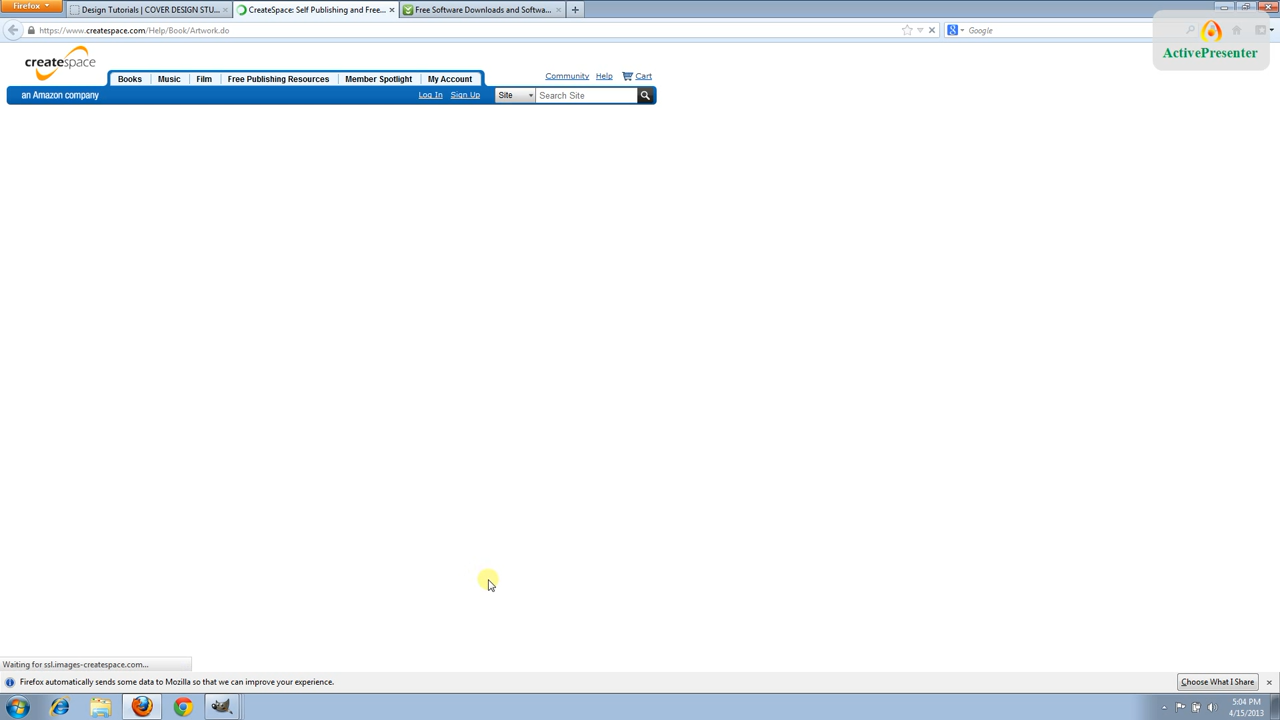 Firefox
Design Tutorials | COVER DESIGN STU...
CreateSpace: Self Publishing and Free...
Free Software Downloads and Softwa...
https://www.createspace.com/Help/Book/Artwork.do
Google
ActivePresenter
createspace
Books
Music
Film
Free Publishing Resources
Member Spotlight
My Account
Community
Help
Cart
an Amazon company
Log In
Sign Up
Site
Search Site
Waiting for ssl.images-createspace.com...
Firefox automatically sends some data to Mozilla so that we can improve your experience.
Choose What I Share
5:04 PM
4/15/2013